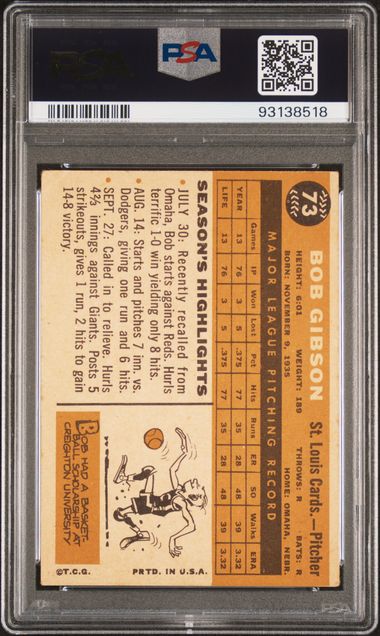 PSA
PSA
93138518
73
BOB GIBSON
St. Louis Cards.—Pitcher
HEIGHT: 6:01 WEIGHT: 189 THROWS: R BATS: R
BORN: NOVEMBER 9, 1935 HOME: OMAHA, NEBR.
MAJOR LEAGUE PITCHING RECORD
Games IP Won Lost Pct Hits Runs ER SO Walks ERA
YEAR 13 76 3 5 .375 77 35 28 48 39 3.32
LIFE 13 76 3 5 .375 77 35 28 48 39 3.32
SEASON'S HIGHLIGHTS
• JULY 30: Recently recalled from
Omaha, Bob starts against Reds. Hurls
terrific 1-0 win yielding only 8 hits.
• AUG. 14: Starts and pitches 7 inn. vs.
Dodgers, giving one run and 6 hits.
• SEPT. 27: Called in to relieve. Hurls
4⅔ innings against Giants. Posts 5
strikeouts, gives 1 run, 2 hits to gain
14-8 victory.
BOB HAD A BASKET-
BALL SCHOLARSHIP AT
CREIGHTON UNIVERSITY
©T.C.G. PRTD. IN U.S.A.